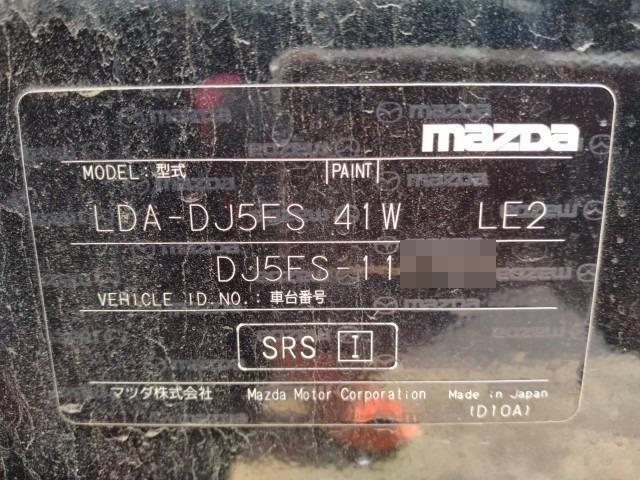 mazda
MODEL:型式 PAINT
LDA-DJ5FS 41W LE2
DJ5FS-11
VEHICLE ID.NO.:車台番号
SRS I
マツダ株式会社 Mazda Motor Corporation Made in Japan
(D10A)